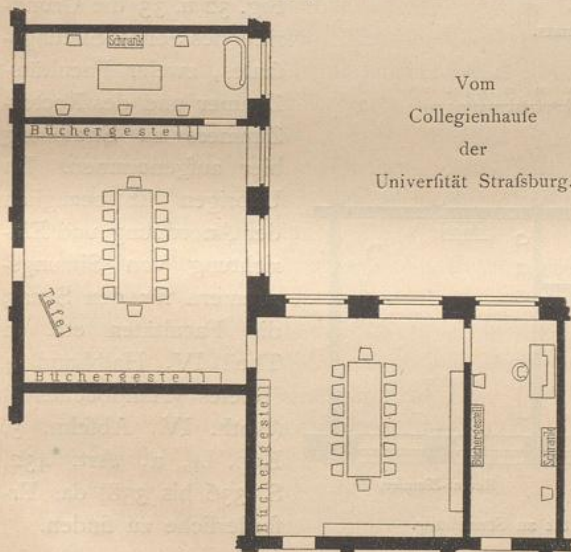 Schrank
Büchergestell
Vom
Collegienhauſe
der
Univerſität Straſsburg.
Tafel
Büchergestell
Büchergestell
Büchergestell
Schrank